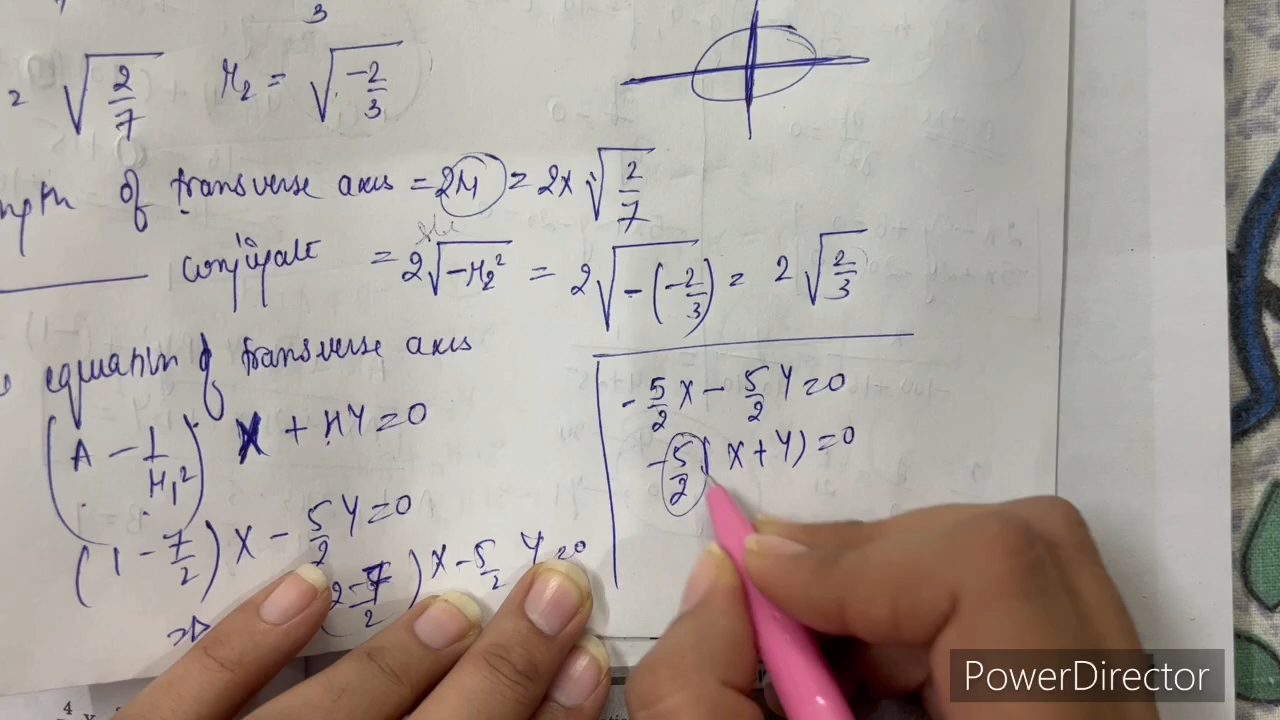 3
2 √(2/7) r₂ = √(-2/3)
of transverse axis = 2r₁ = 2x √(2/7)
conjugate = 2√(-r₂²) = 2√(-(-2/3)) = 2√(2/3)
equation of transverse axis
(A - 1/r₁²) X + HY = 0
(1 - 7/2) X - 5/2 Y = 0
⇒ (2-7/2) X - 5/2 Y = 0
- 5/2 X - 5/2 Y = 0
- 5/2 (X + Y) = 0
PowerDirector